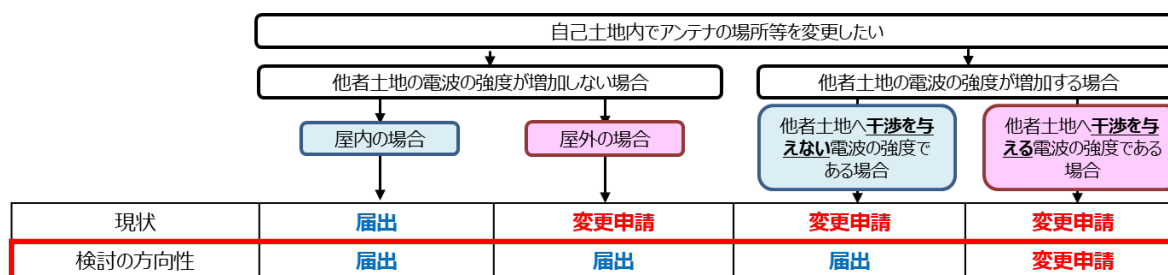 自己土地内でアンテナの場所等を変更したい
他者土地の電波の強度が増加しない場合
他者土地の電波の強度が増加する場合
屋内の場合
屋外の場合
他者土地へ干渉を与
えない電波の強度で
ある場合
他者土地へ干渉を与
える電波の強度である
場合
現状 届出 変更申請 変更申請 変更申請
検討の方向性 届出 届出 届出 変更申請